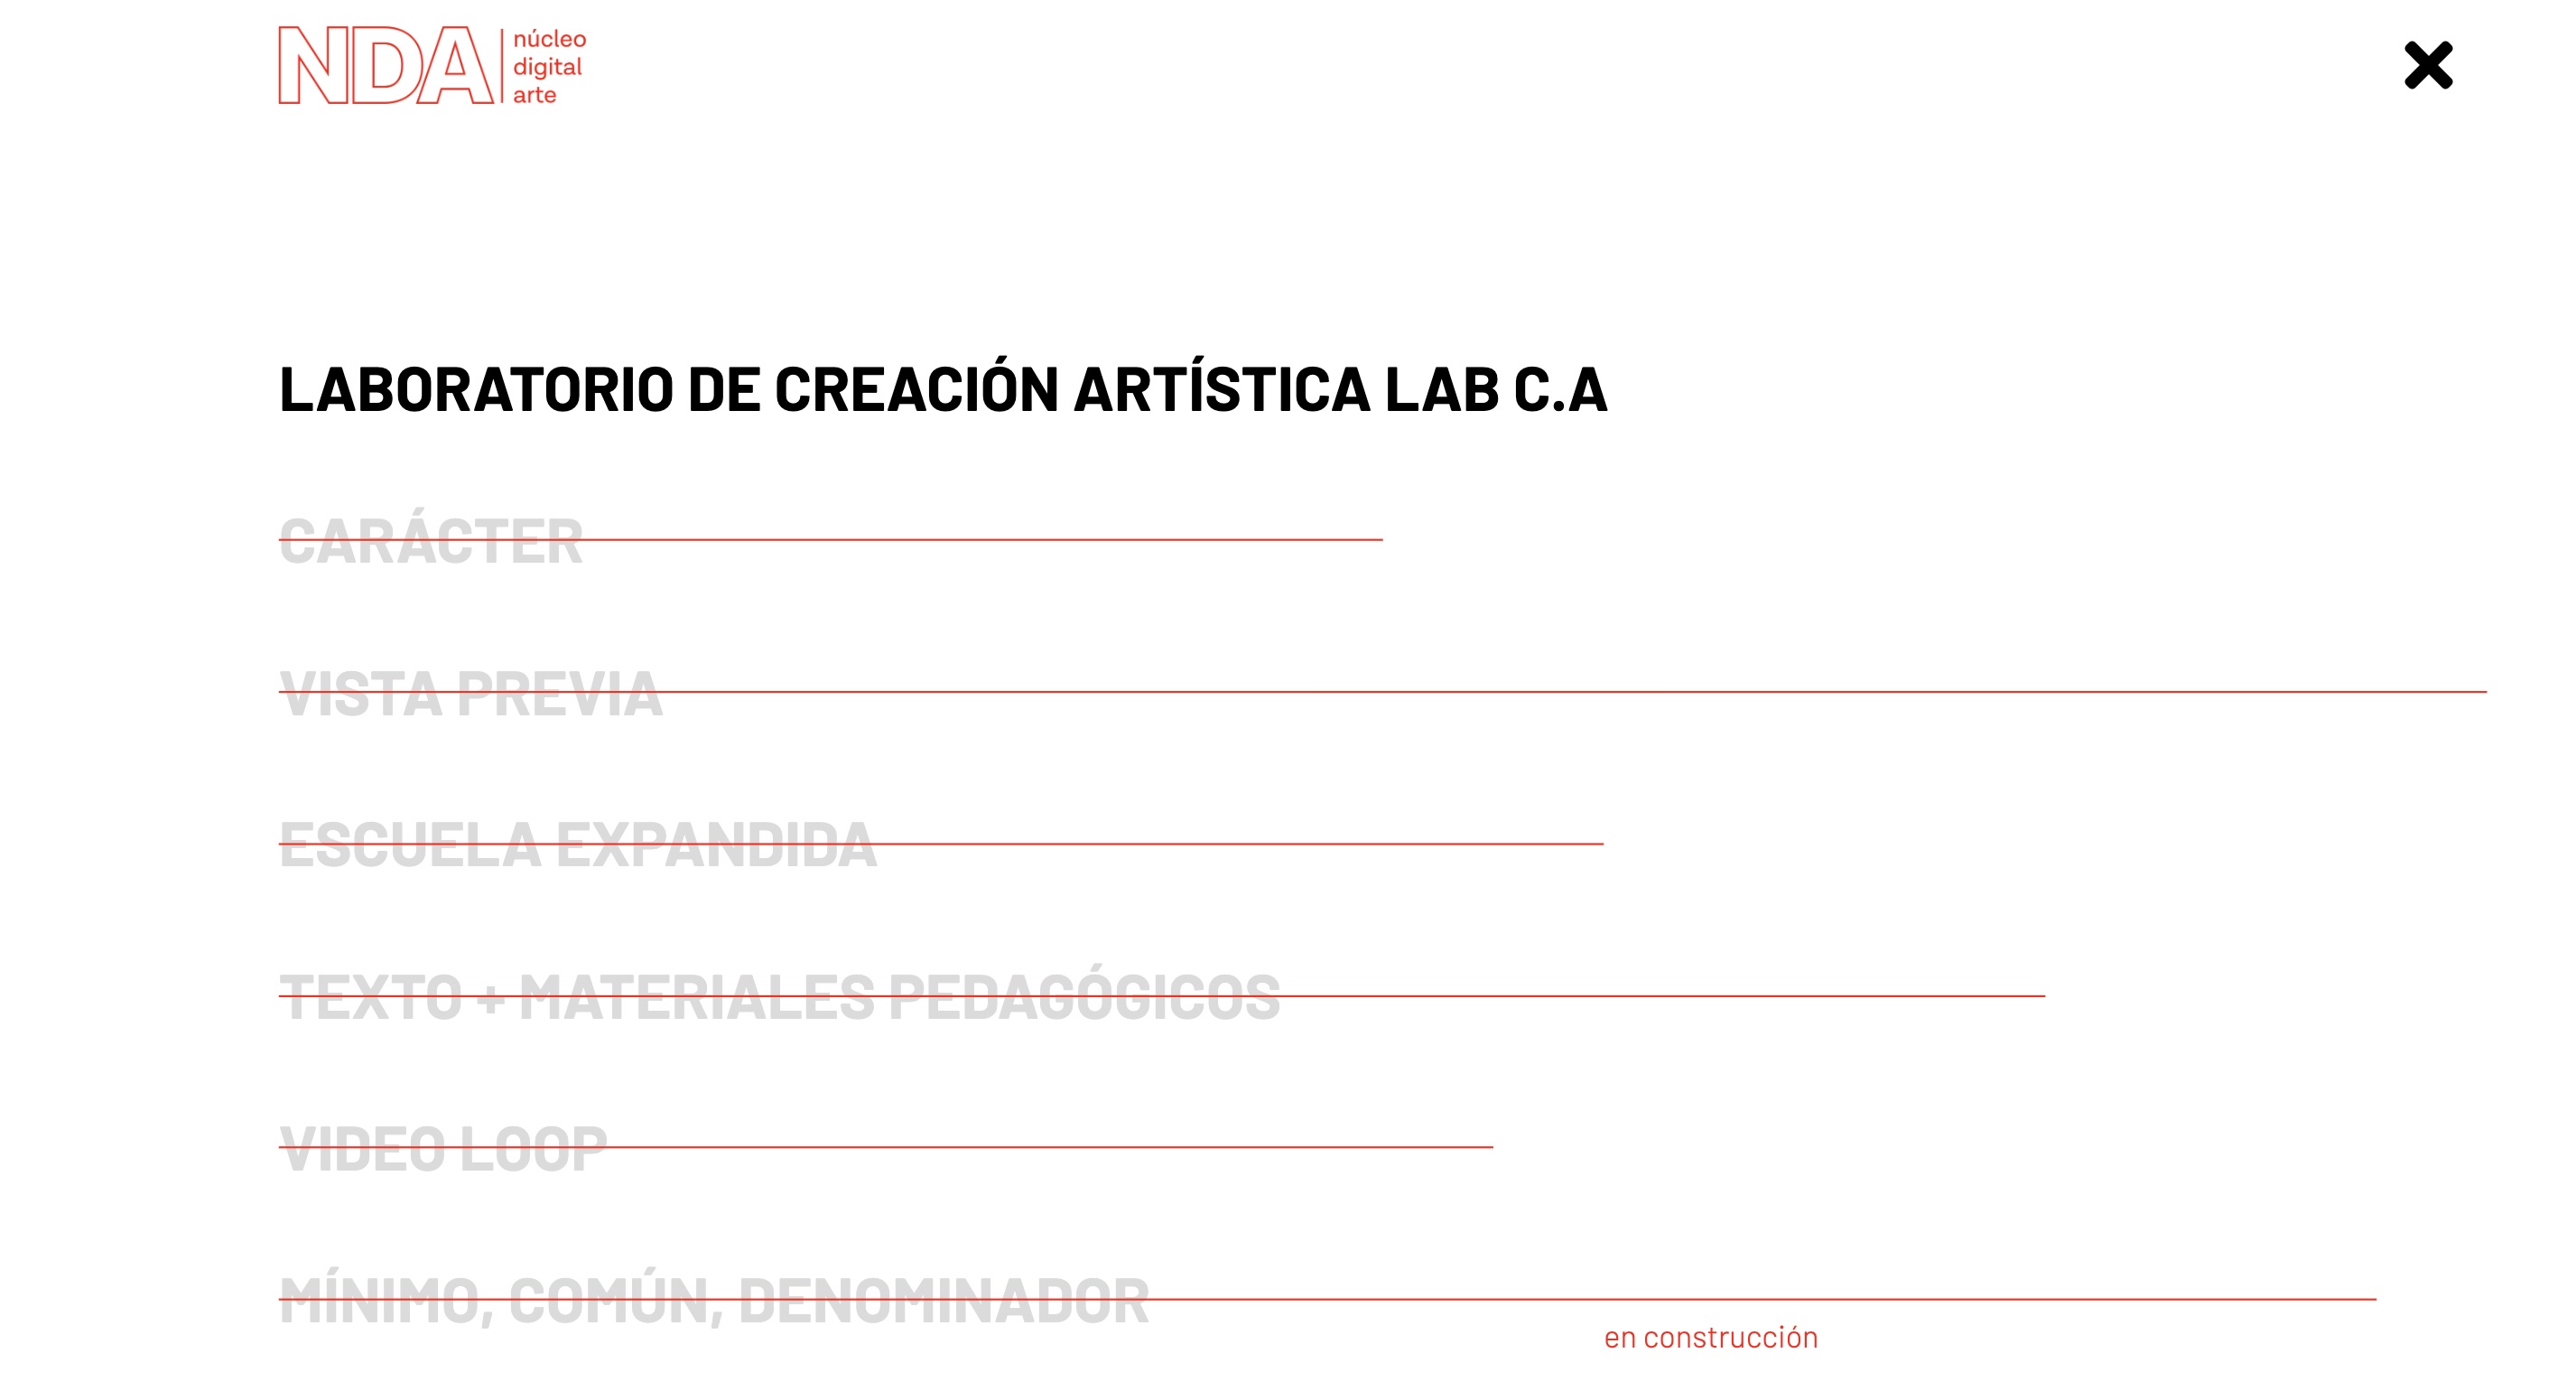 NDA
núcleo
digital
arte
LABORATORIO DE CREACIÓN ARTÍSTICA LAB C.A
CARÁCTER
VISTA PREVIA
ESCUELA EXPANDIDA
TEXTO + MATERIALES PEDAGÓGICOS
VIDEO LOOP
MÍNIMO, COMÚN, DENOMINADOR
en construcción